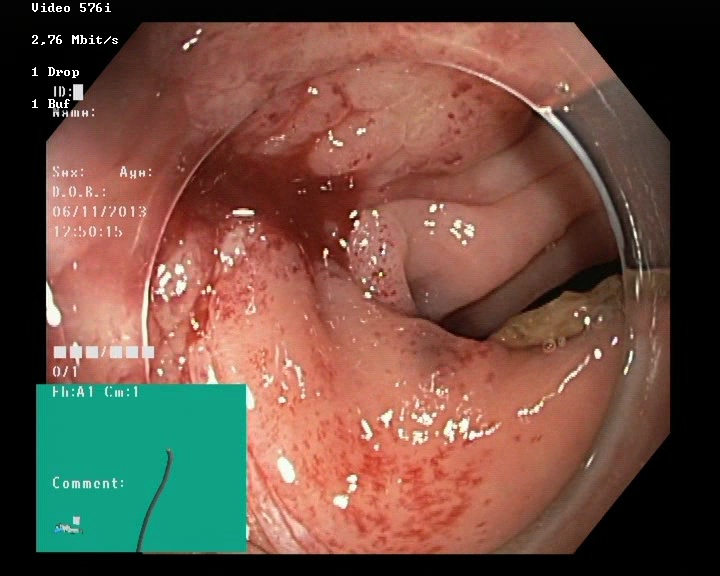 Video 576i
2,76 Mbit/s
1 Drop
ID:
1 Buf
Name:
Sex: Age:
D.O.B.:
06/11/2013
12:50:15
0/1
Eh:A1 Cm:1
Comment: